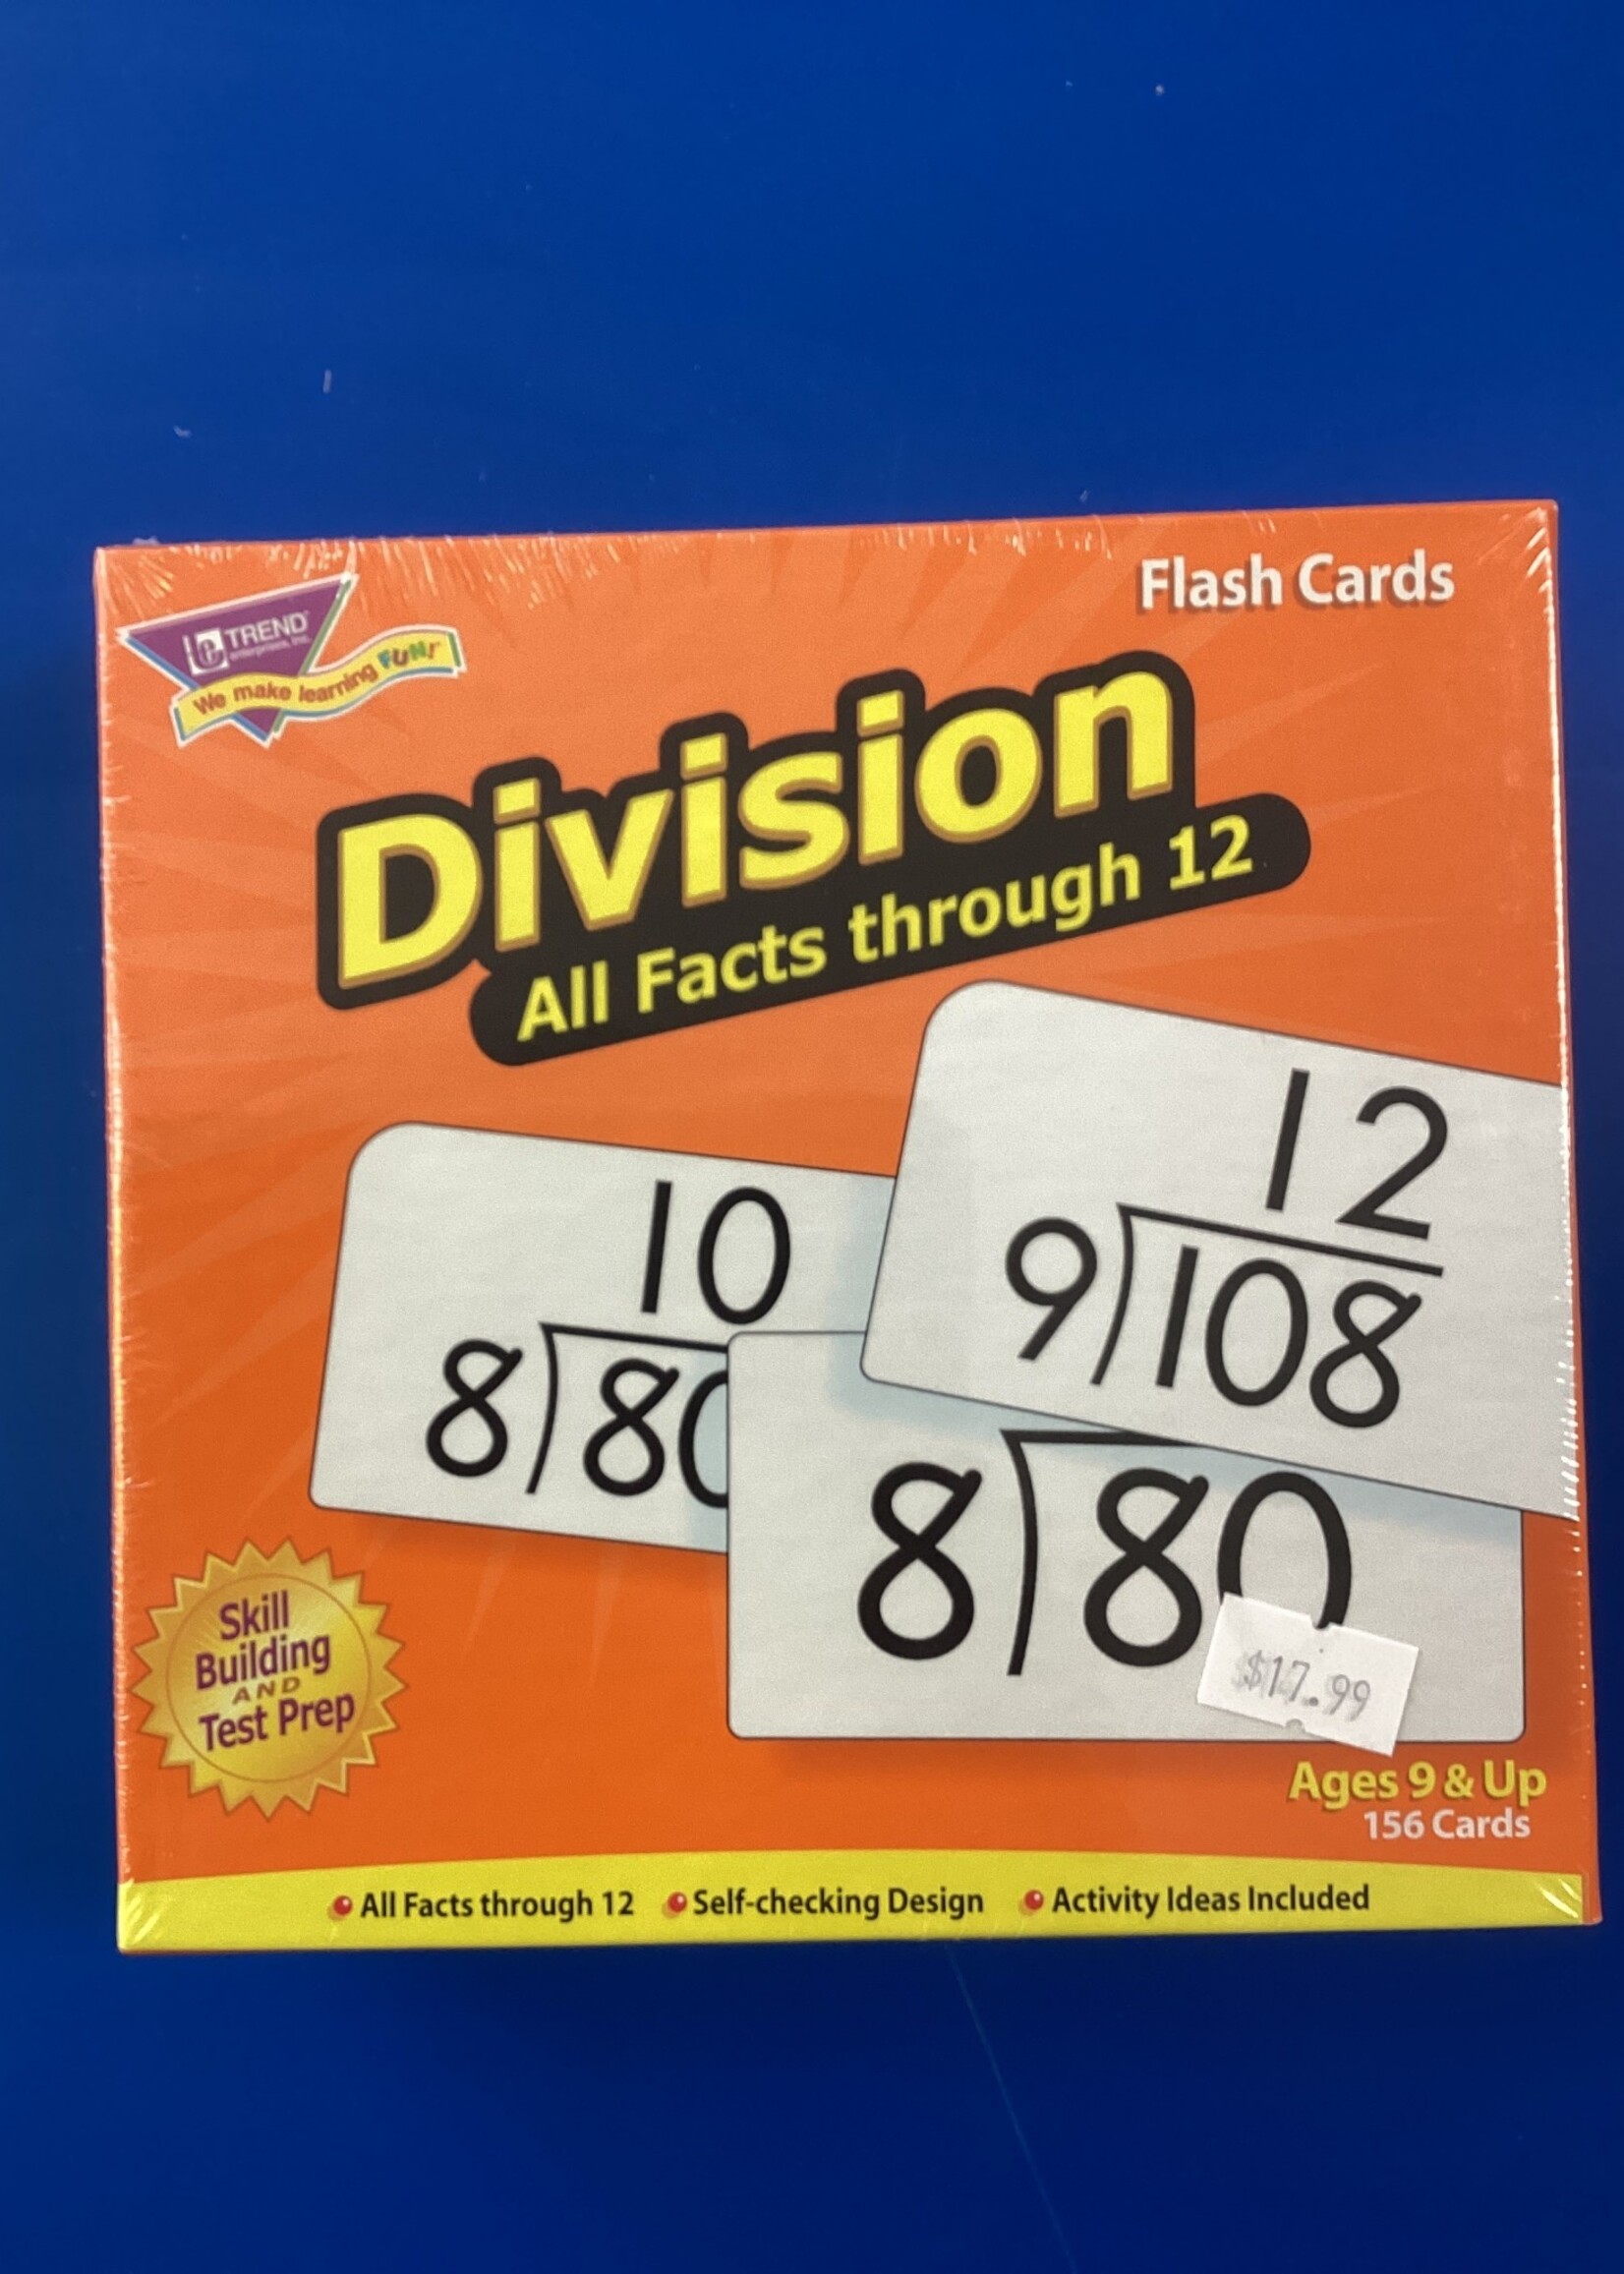 Flash Cards
TREND
enterprises, inc.
We make learning FUN!
Division
All Facts through 12
12
9)108
10
8)80
8)80
$17.99
Skill
Building
AND
Test Prep
Ages 9 & Up
156 Cards
All Facts through 12 Self-checking Design Activity Ideas Included